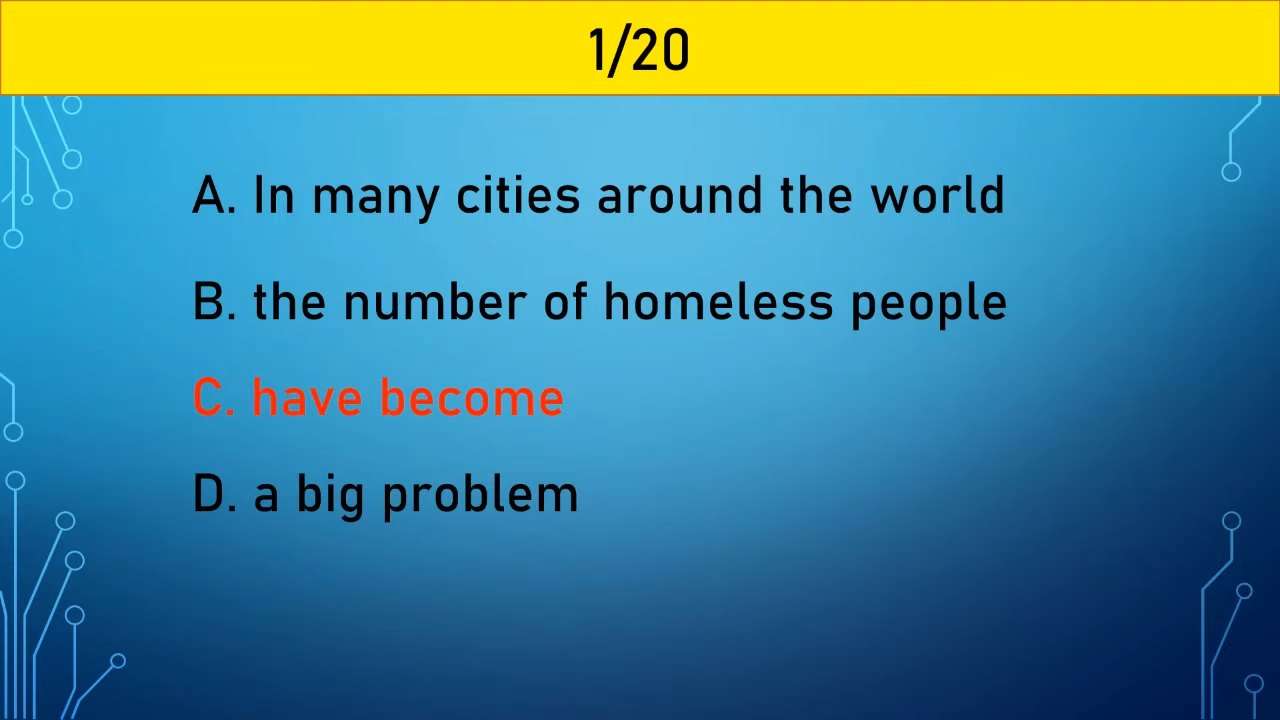 1/20
A. In many cities around the world
B. the number of homeless people
C. have become
D. a big problem